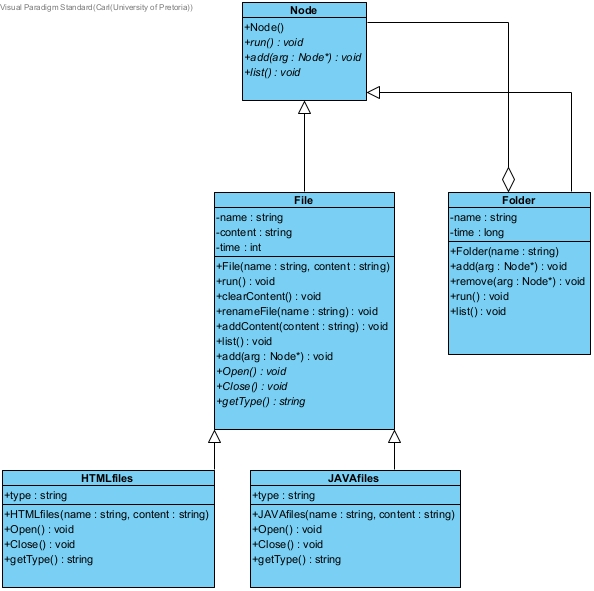 Visual Paradigm Standard(Carl(University of Pretoria))
Node
+Node()
+run() : void
+add(arg : Node*) : void
+list() : void
File
-name : string
-content : string
-time : int
+File(name : string, content : string)
+run() : void
+clearContent() : void
+renameFile(name : string) : void
+addContent(content : string) : void
+list() : void
+add(arg : Node*) : void
+Open() : void
+Close() : void
+getType() : string
Folder
-name : string
-time : long
+Folder(name : string)
+add(arg : Node*) : void
+remove(arg : Node*) : void
+run() : void
+list() : void
HTMLfiles
+type : string
+HTMLfiles(name : string, content : string)
+Open() : void
+Close() : void
+getType() : string
JAVAfiles
+type : string
+JAVAfiles(name : string, content : string)
+Open() : void
+Close() : void
+getType() : string